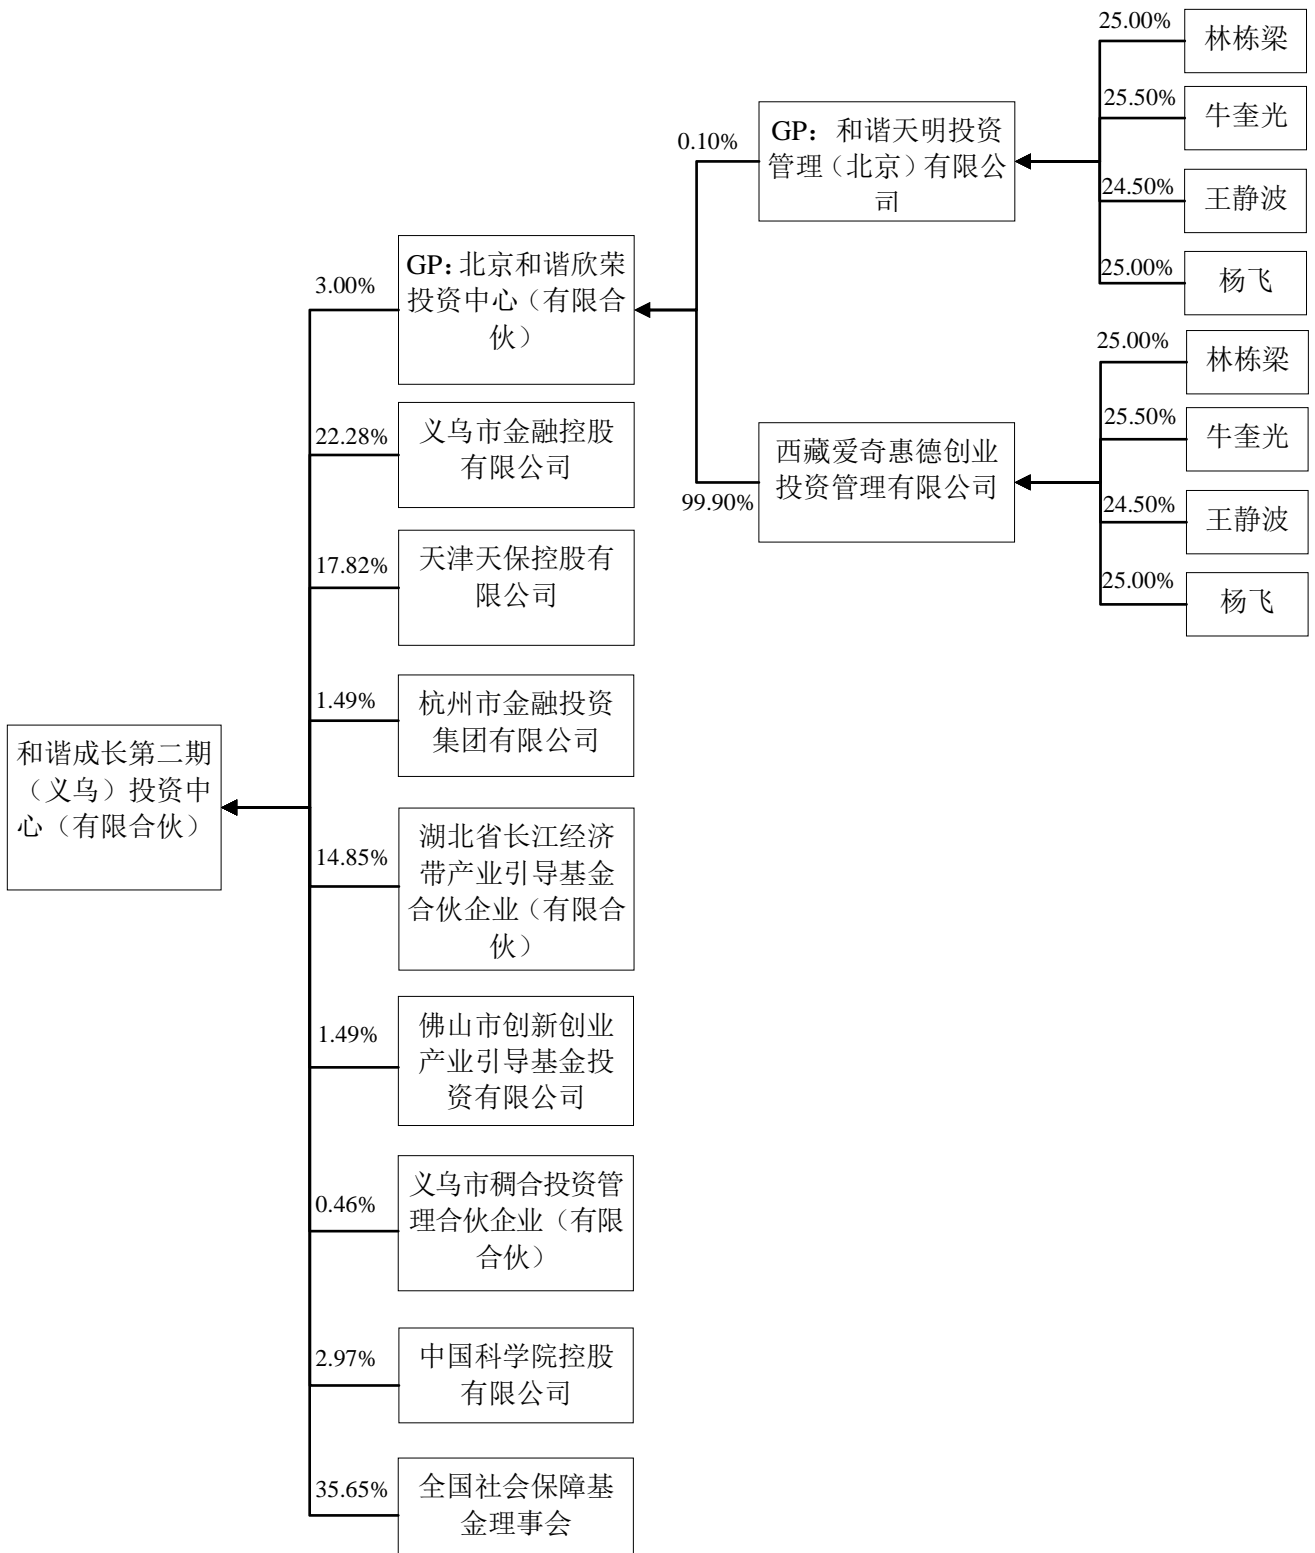 25.00%
林栋梁
25.50%
牛奎光
24.50%
王静波
25.00%
杨飞
0.10%
GP：和谐天明投资
管理（北京）有限公
司
3.00%
GP：北京和谐欣荣
投资中心（有限合
伙）
25.00%
林栋梁
25.50%
牛奎光
24.50%
王静波
25.00%
杨飞
99.90%
西藏爱奇惠德创业
投资管理有限公司
22.28%
义乌市金融控股
有限公司
17.82%
天津天保控股有
限公司
1.49%
杭州市金融投资
集团有限公司
和谐成长第二期
（义乌）投资中
心（有限合伙）
14.85%
湖北省长江经济
带产业引导基金
合伙企业（有限合
伙）
1.49%
佛山市创新创业
产业引导基金投
资有限公司
0.46%
义乌市稠合投资管
理合伙企业（有限
合伙）
2.97%
中国科学院控股
有限公司
35.65%
全国社会保障基
金理事会